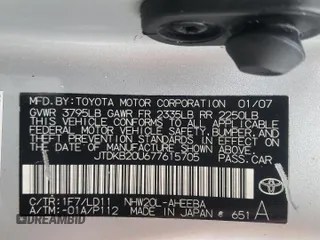 MFD.BY: TOYOTA MOTOR CORPORATION 01/07
GVWR 3795LB GAWR FR 2335LB RR 2250LB
THIS VEHICLE CONFORMS TO ALL APPLICABLE
FEDERAL MOTOR VEHICLE SAFETY, BUMPER, AND
THEFT PREVENTION STANDARDS IN EFFECT ON
THE DATE OF MANUFACTURE SHOWN ABOVE.
JTDKB20U677615705 PASS. CAR
C/TR: 1F7/LD11 NHW20L-AHEEBA
A/TM: -01A/P112 MADE IN JAPAN 651 A
TOYOTA